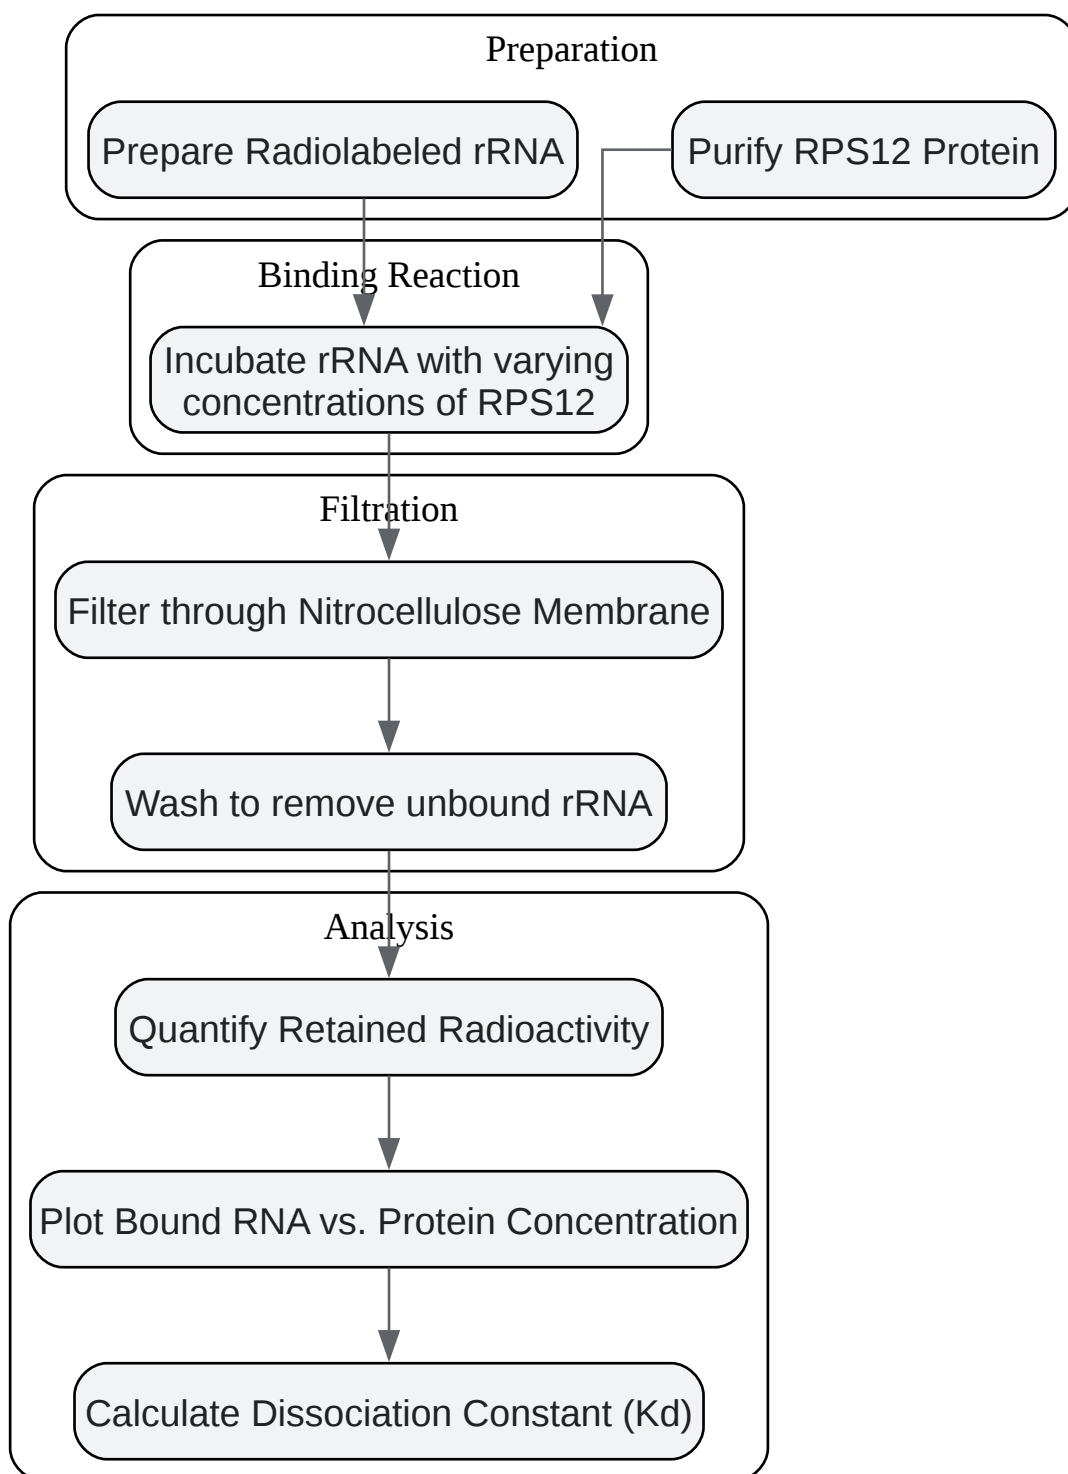 Preparation
Prepare Radiolabeled rRNA
Purify RPS12 Protein
Binding Reaction
Incubate rRNA with varying
concentrations of RPS12
Filtration
Filter through Nitrocellulose Membrane
Wash to remove unbound rRNA
Analysis
Quantify Retained Radioactivity
Plot Bound RNA vs. Protein Concentration
Calculate Dissociation Constant (Kd)